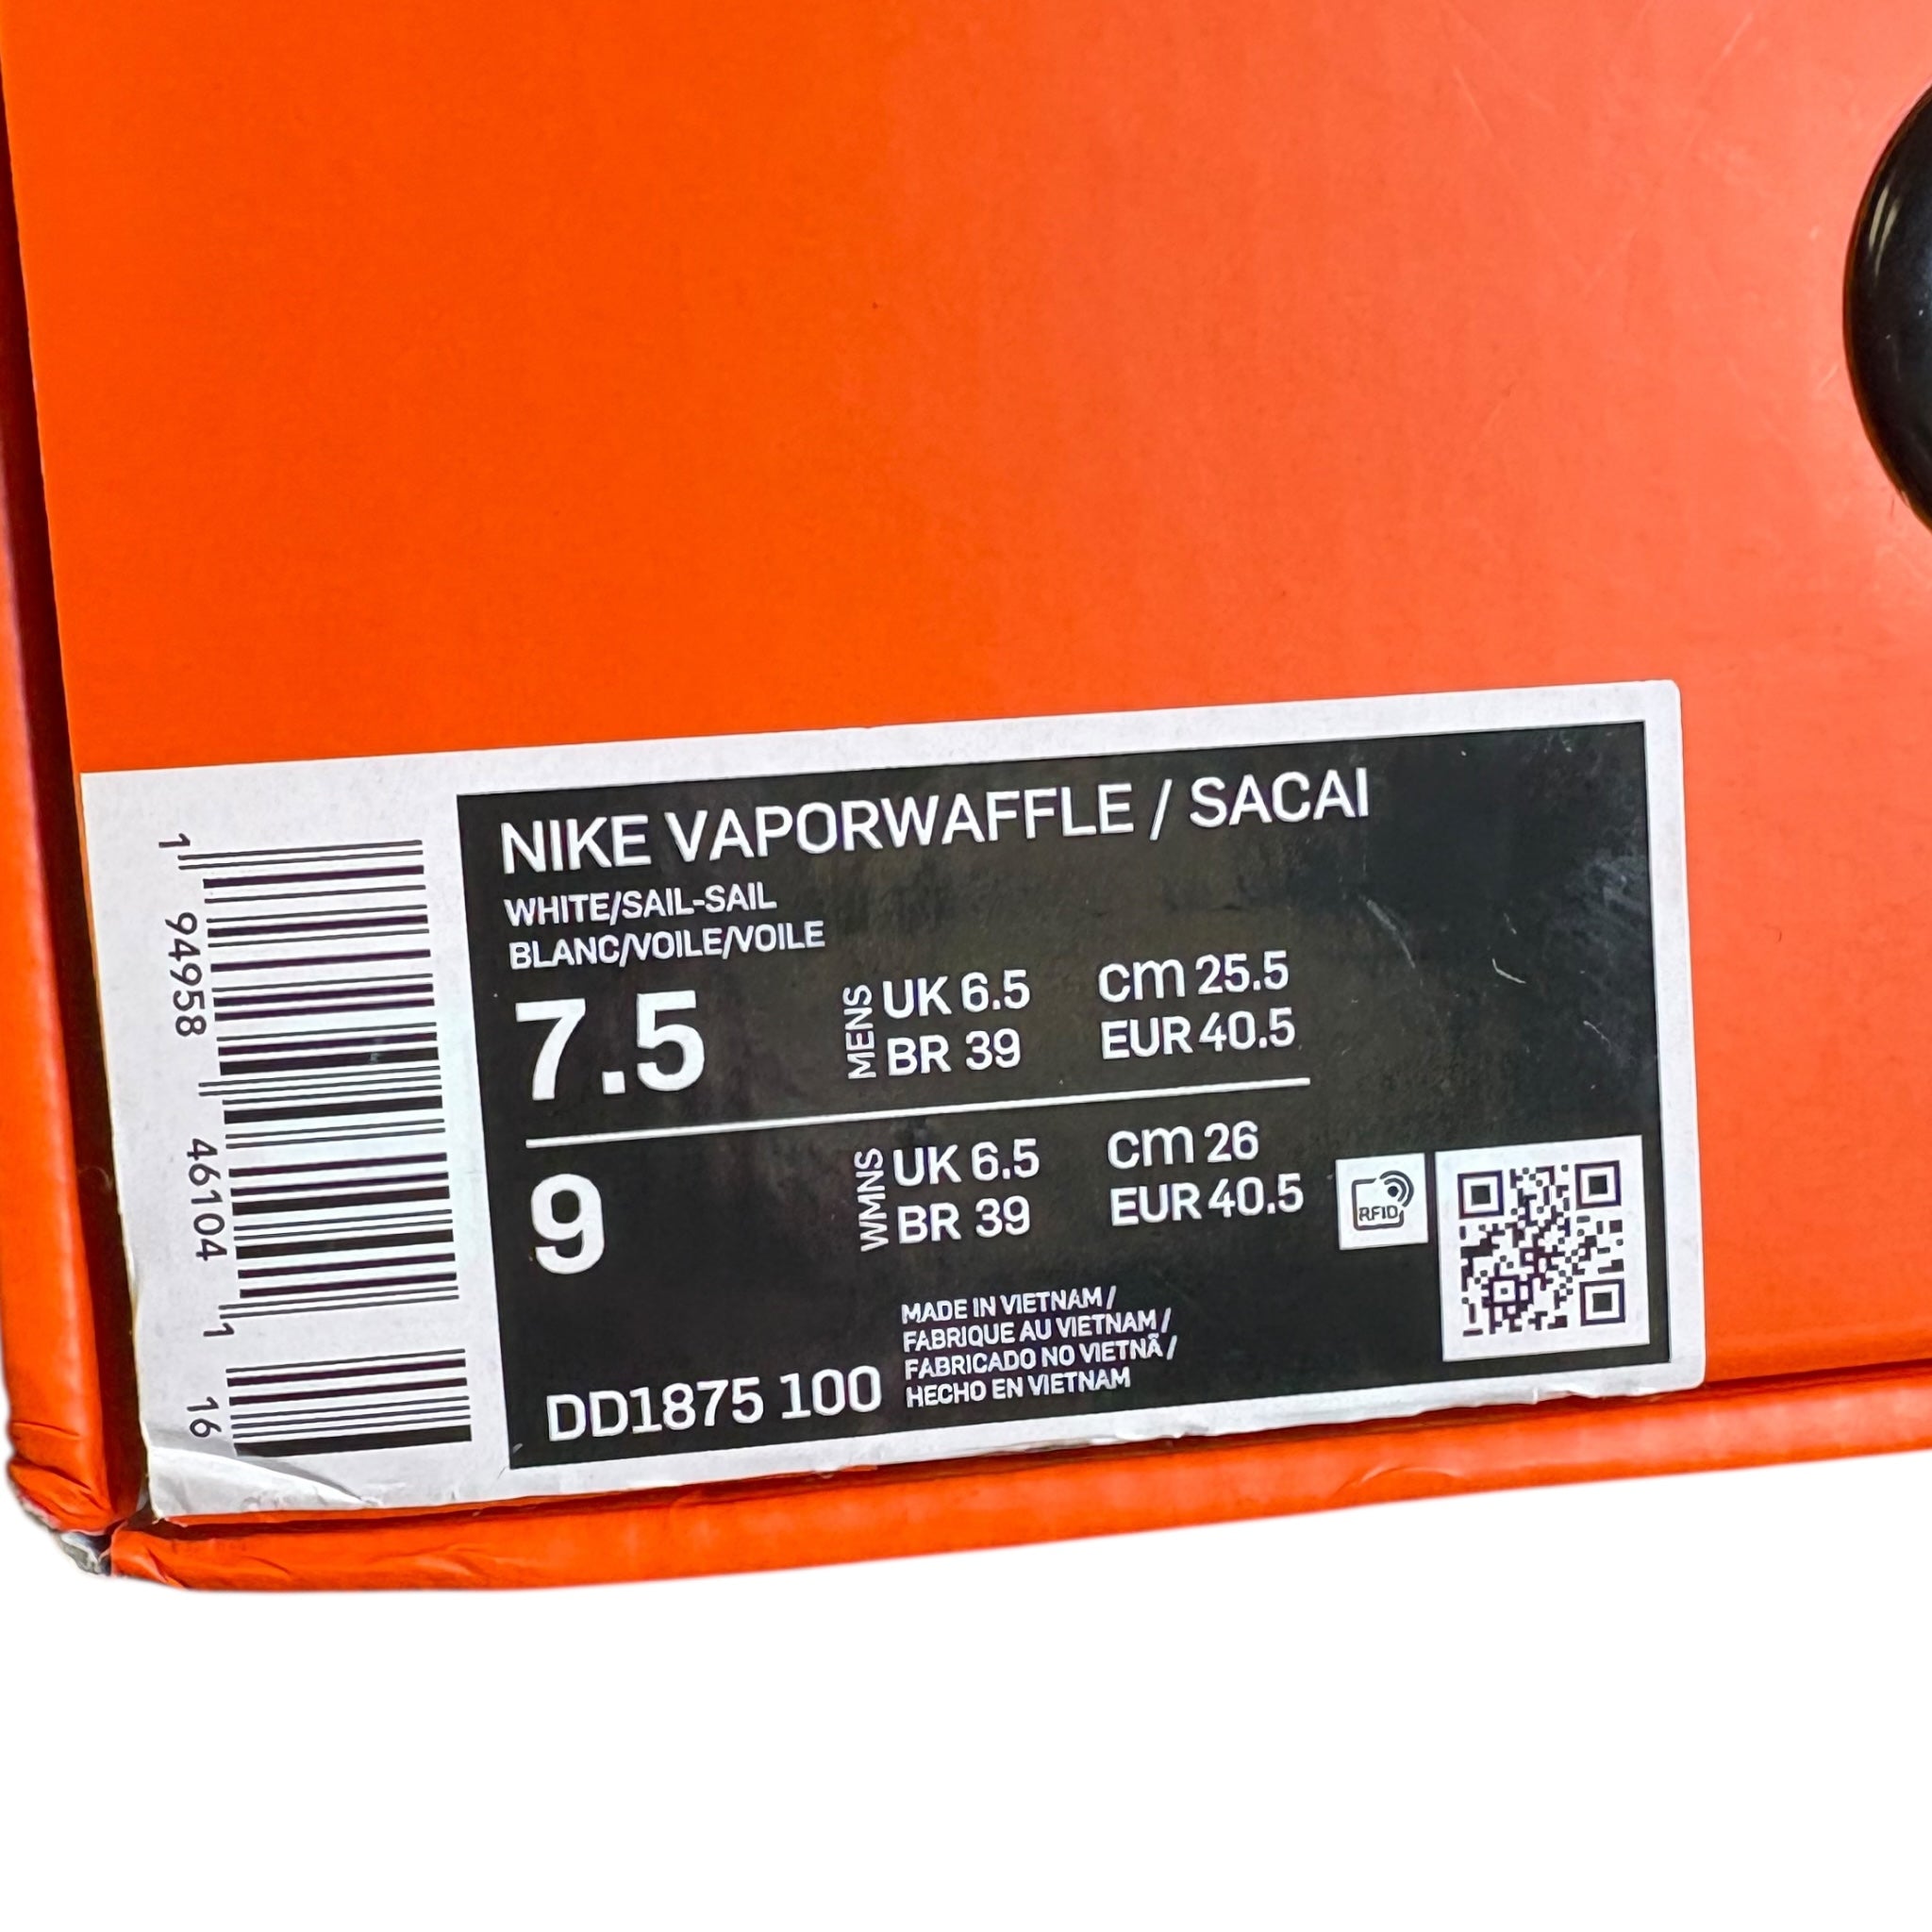 NIKE VAPORWAFFLE / SACAI
WHITE/SAIL-SAIL
BLANC/VOILE/VOILE
7.5 MENS UK 6.5 cm 25.5
BR 39 EUR 40.5
9 WMNS UK 6.5 cm 26
BR 39 EUR 40.5
RFID
MADE IN VIETNAM /
FABRIQUE AU VIETNAM /
FABRICADO NO VIETNÃ /
HECHO EN VIETNAM
DD1875 100
1 94958 46104 1
16